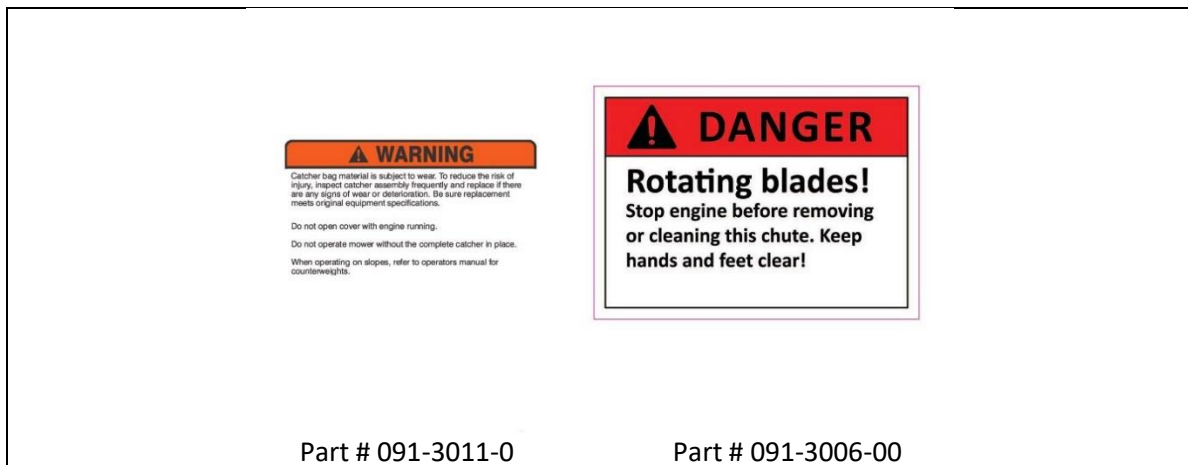 WARNING
Catcher bag material is subject to wear. To reduce the risk of
injury, inspect catcher assembly frequently and replace if there
are any signs of wear or deterioration. Be sure replacement
meets original equipment specifications.
Do not open cover with engine running.
Do not operate mower without the complete catcher in place.
When operating on slopes, refer to operators manual for
counterweights.
DANGER
Rotating blades!
Stop engine before removing
or cleaning this chute. Keep
hands and feet clear!
Part # 091-3011-0
Part # 091-3006-00